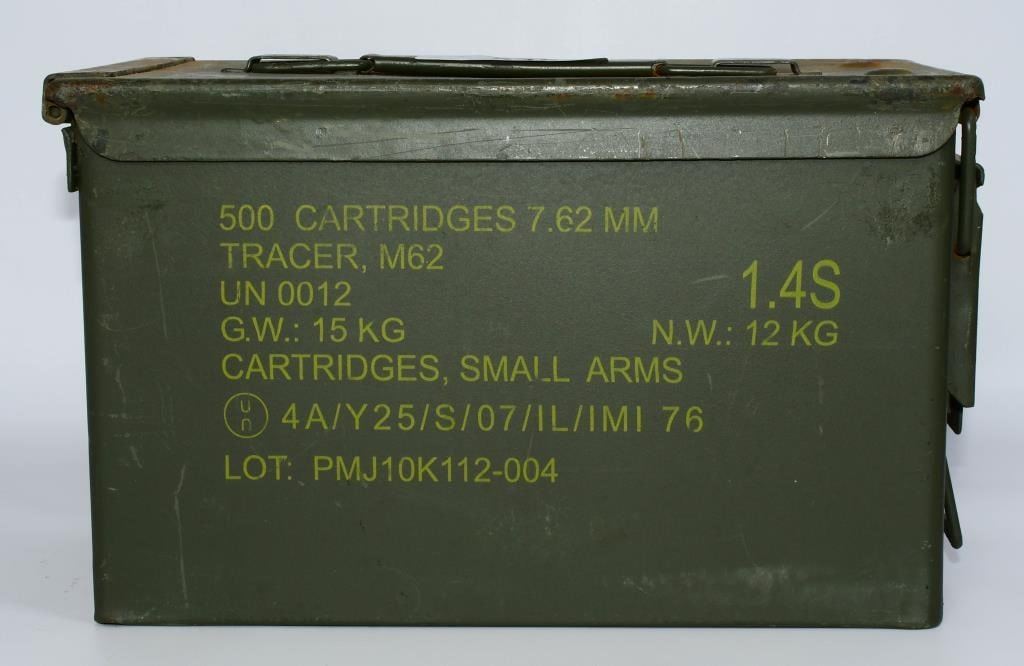 500 CARTRIDGES 7.62 MM
TRACER, M62
UN 0012
1.4S
G.W.: 15 KG N.W.: 12 KG
CARTRIDGES, SMALL ARMS
un 4A/Y25/S/07/IL/IMI 76
LOT: PMJ10K112-004